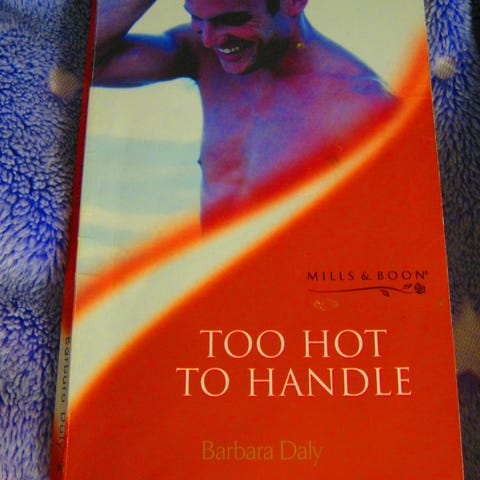 MILLS & BOON®
TOO HOT
TO HANDLE
Barbara Daly
Barbara Daly